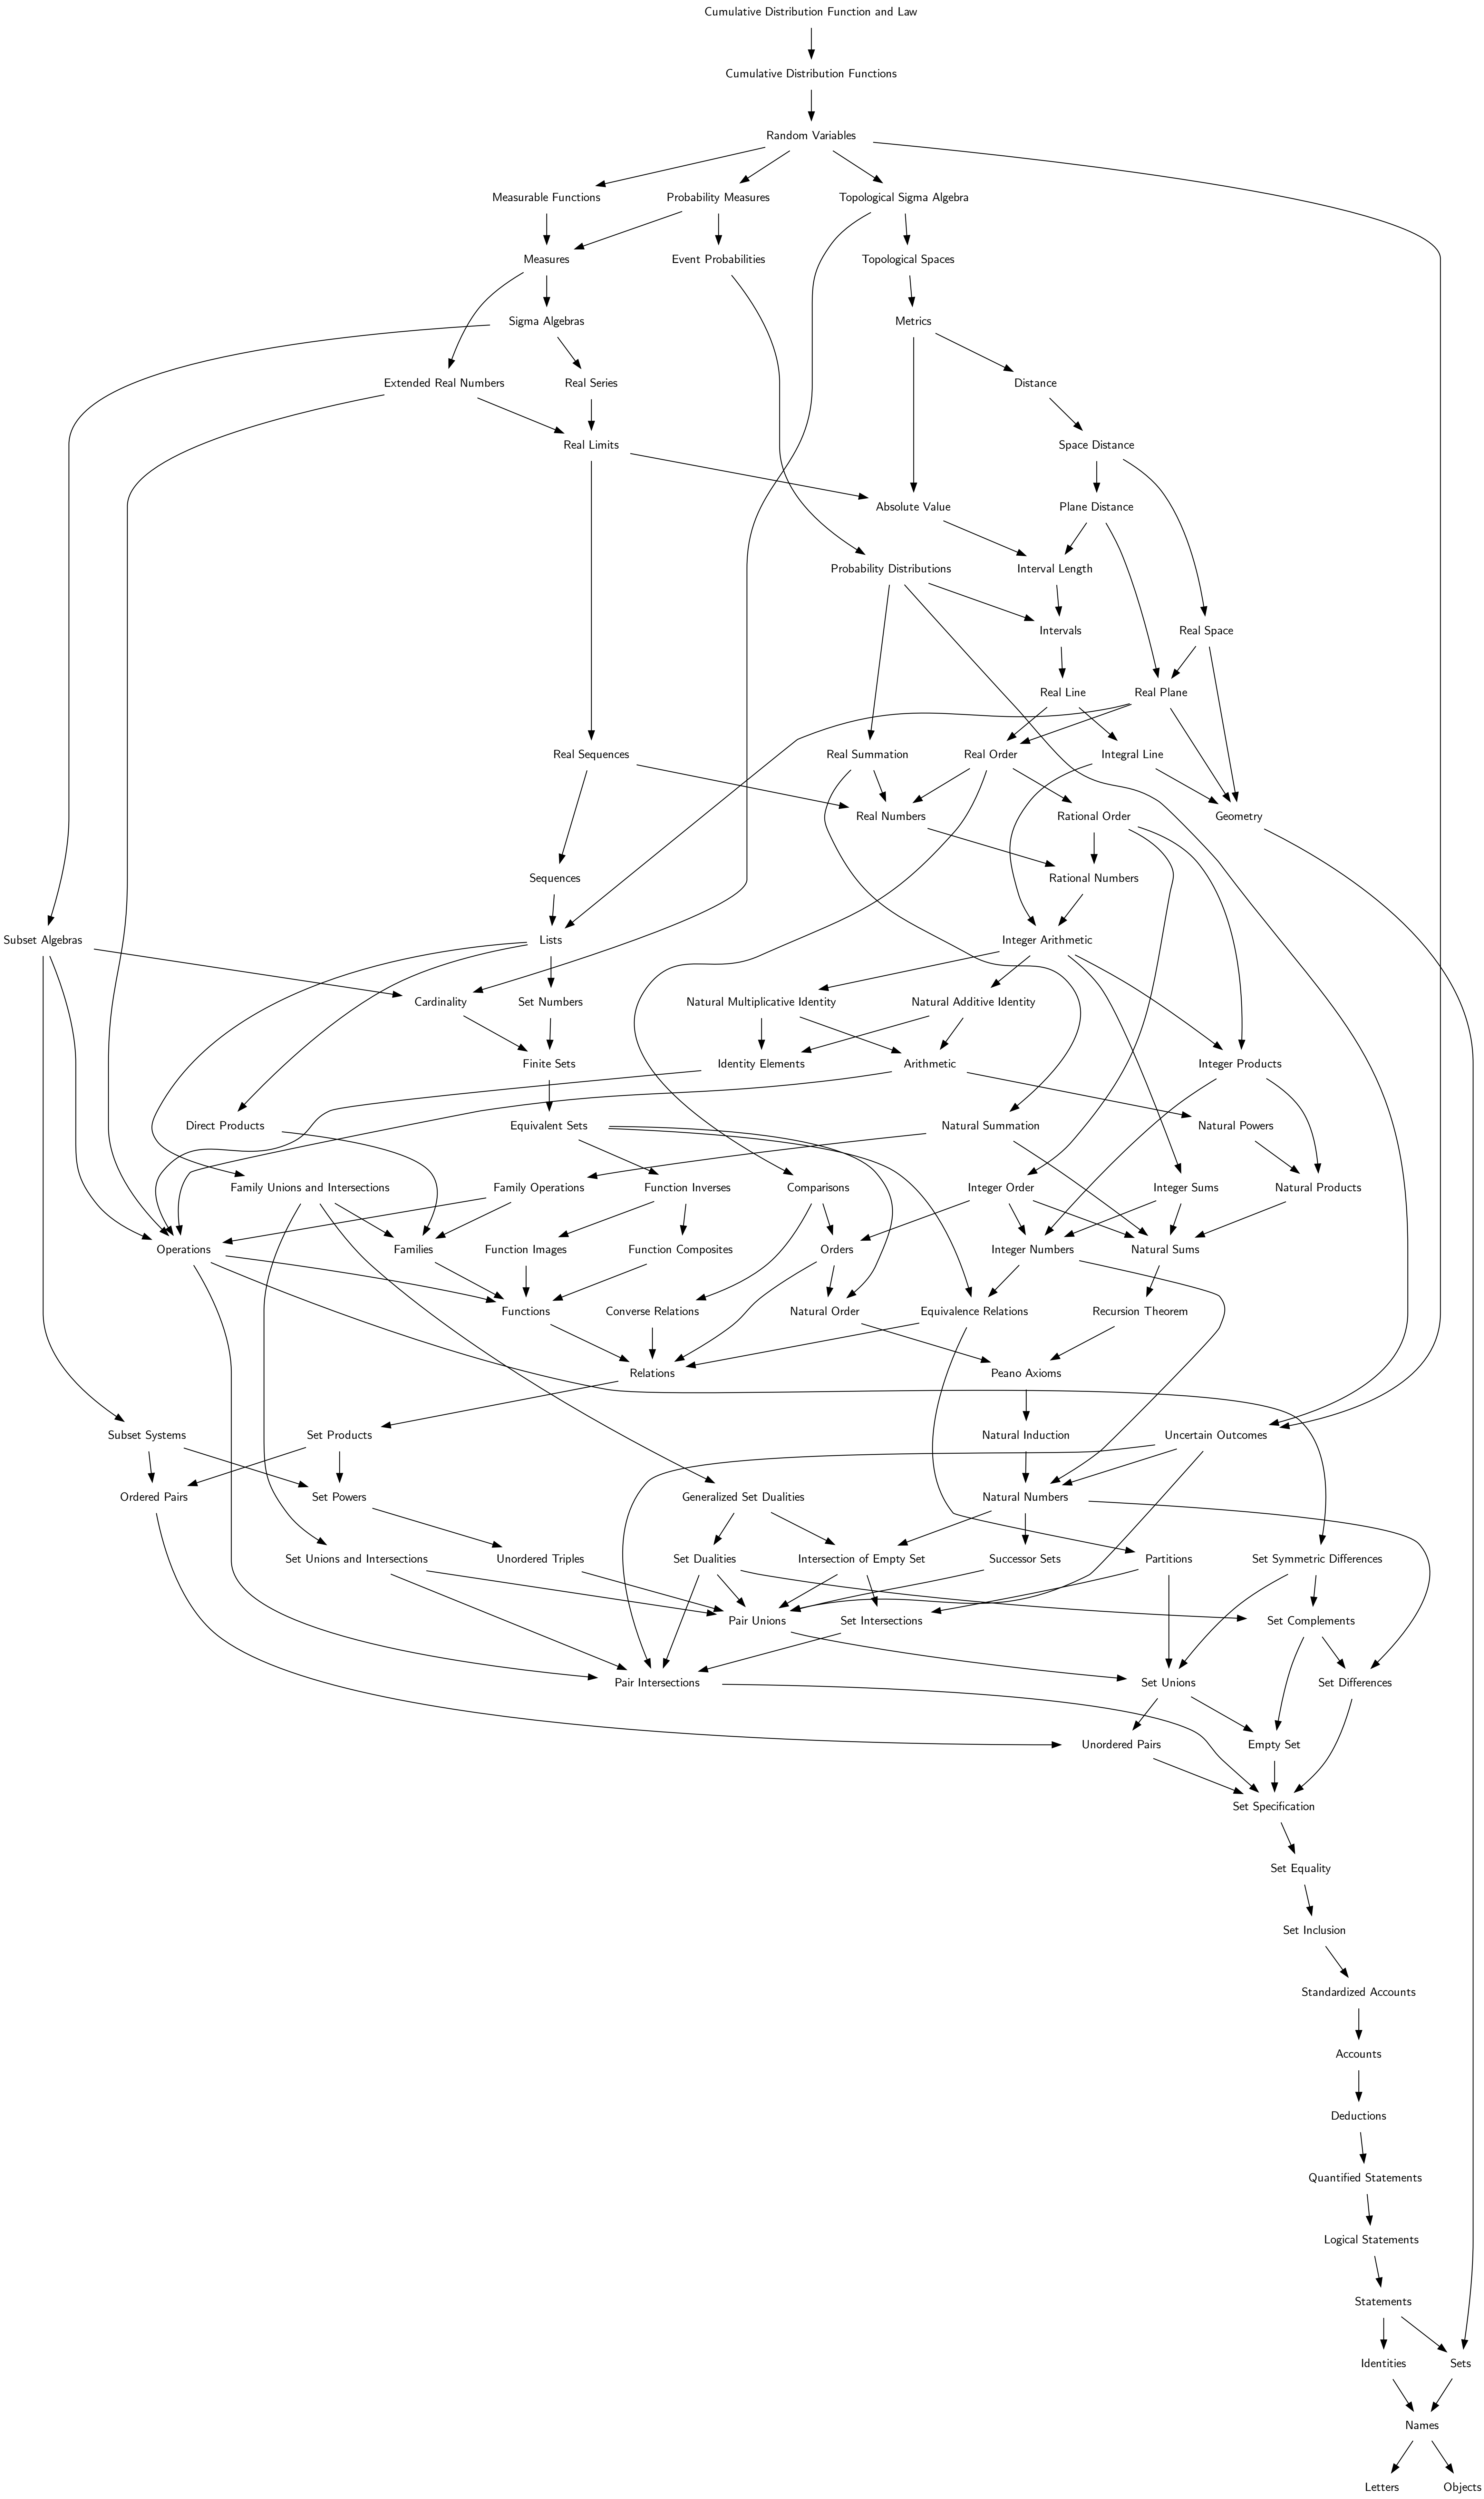 Cumulative Distribution Function and Law
Cumulative Distribution Functions
Random Variables
Measurable Functions
Probability Measures
Topological Sigma Algebra
Measures
Event Probabilities
Topological Spaces
Sigma Algebras
Metrics
Extended Real Numbers
Real Series
Distance
Real Limits
Space Distance
Absolute Value
Plane Distance
Probability Distributions
Interval Length
Intervals
Real Space
Real Line
Real Plane
Real Sequences
Real Summation
Real Order
Integral Line
Real Numbers
Rational Order
Geometry
Sequences
Rational Numbers
Subset Algebras
Lists
Integer Arithmetic
Cardinality
Set Numbers
Natural Multiplicative Identity
Natural Additive Identity
Finite Sets
Identity Elements
Arithmetic
Integer Products
Direct Products
Equivalent Sets
Natural Summation
Natural Powers
Family Unions and Intersections
Family Operations
Function Inverses
Comparisons
Integer Order
Integer Sums
Natural Products
Operations
Families
Function Images
Function Composites
Orders
Integer Numbers
Natural Sums
Functions
Converse Relations
Natural Order
Equivalence Relations
Recursion Theorem
Relations
Peano Axioms
Subset Systems
Set Products
Natural Induction
Uncertain Outcomes
Ordered Pairs
Set Powers
Generalized Set Dualities
Natural Numbers
Set Unions and Intersections
Unordered Triples
Set Dualities
Intersection of Empty Set
Successor Sets
Partitions
Set Symmetric Differences
Pair Unions
Set Intersections
Set Complements
Pair Intersections
Set Unions
Set Differences
Unordered Pairs
Empty Set
Set Specification
Set Equality
Set Inclusion
Standardized Accounts
Accounts
Deductions
Quantified Statements
Logical Statements
Statements
Identities
Sets
Names
Letters
Objects